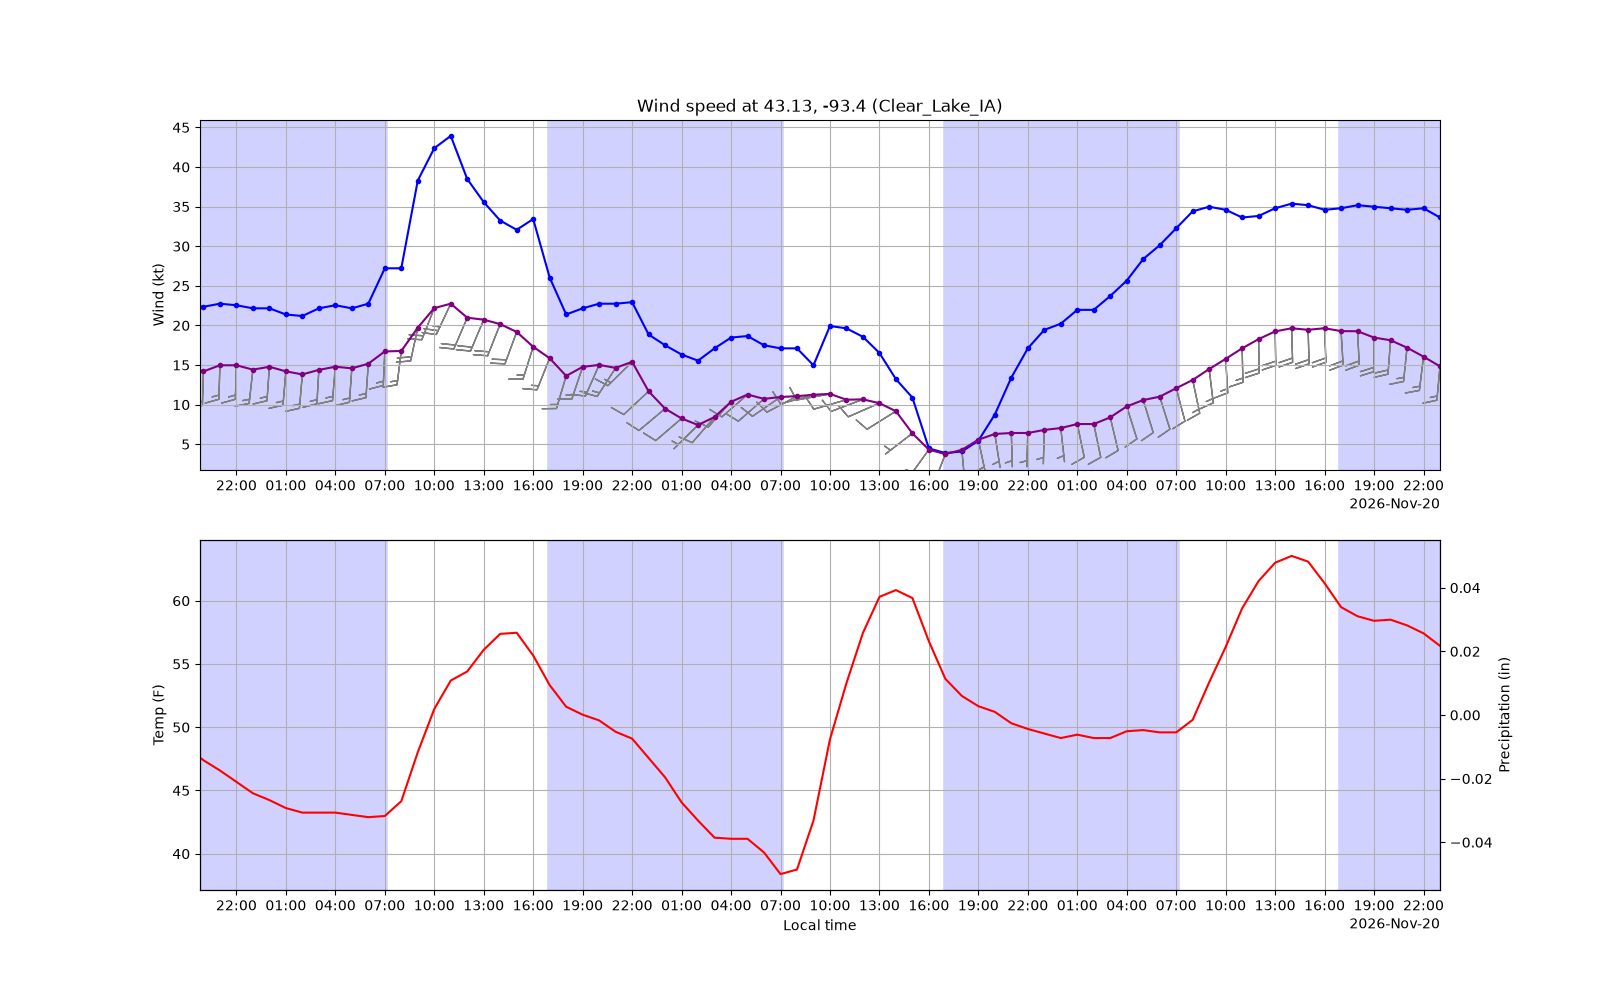 Wind speed at 43.13, -93.4 (Clear_Lake_IA)
Wind (kt)
45
40
35
30
25
20
15
10
5
22:00 01:00 04:00 07:00 10:00 13:00 16:00 19:00 22:00 01:00 04:00 07:00 10:00 13:00 16:00 19:00 22:00 01:00 04:00 07:00 10:00 13:00 16:00 19:00 22:00
2026-Nov-20
Temp (F)
60
55
50
45
40
0.04
0.02
0.00
−0.02
−0.04
Precipitation (in)
22:00 01:00 04:00 07:00 10:00 13:00 16:00 19:00 22:00 01:00 04:00 07:00 10:00 13:00 16:00 19:00 22:00 01:00 04:00 07:00 10:00 13:00 16:00 19:00 22:00
Local time
2026-Nov-20